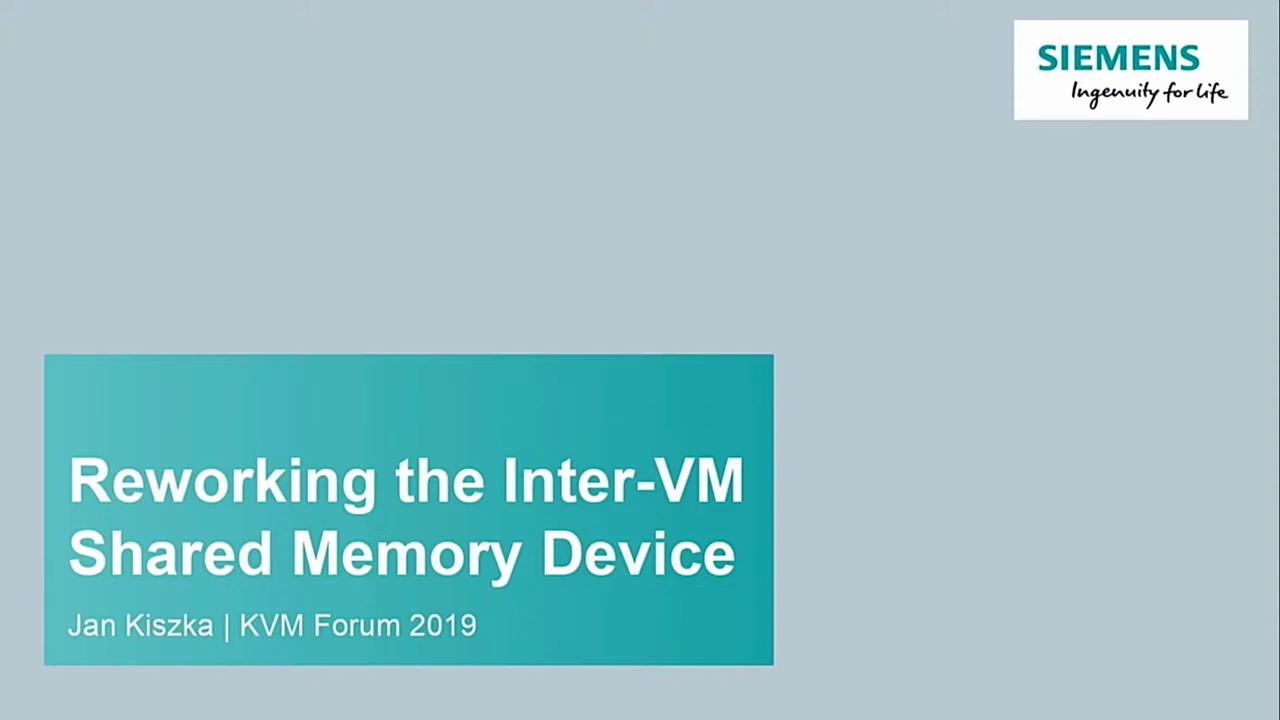 SIEMENS
Ingenuity for life
Reworking the Inter-VM
Shared Memory Device
Jan Kiszka | KVM Forum 2019